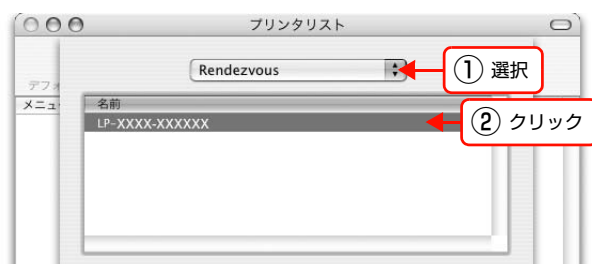 プリンタリスト
Rendezvous
① 選択
デフォ
メニュー
名前
LP-XXXX-XXXXXX
② クリック